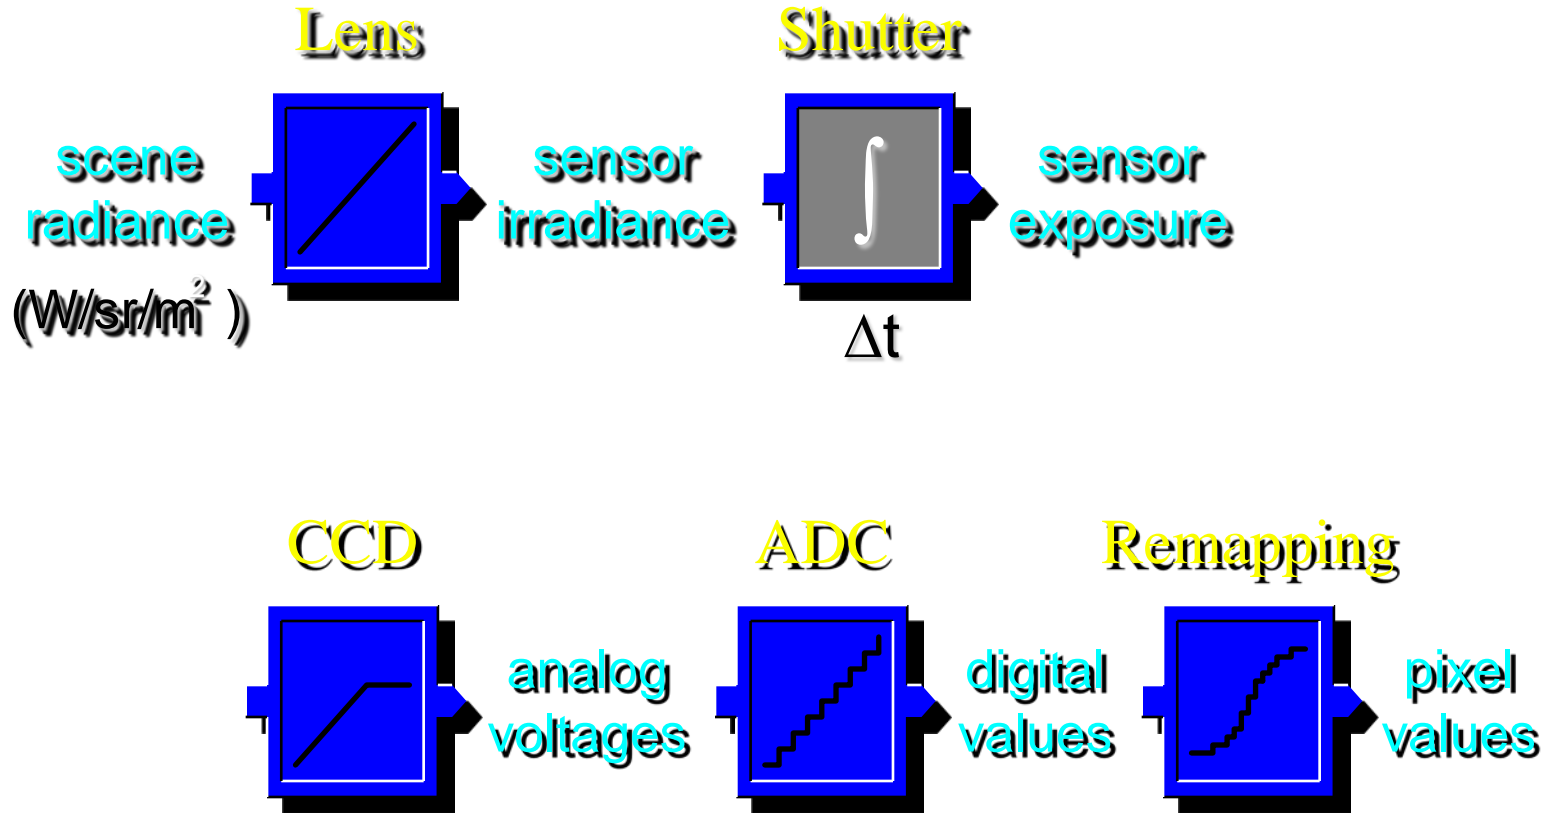 Lens
Shutter
scene
radiance
(W/sr/m² )
sensor
irradiance
∫
Δt
sensor
exposure
CCD
ADC
Remapping
analog
voltages
digital
values
pixel
values